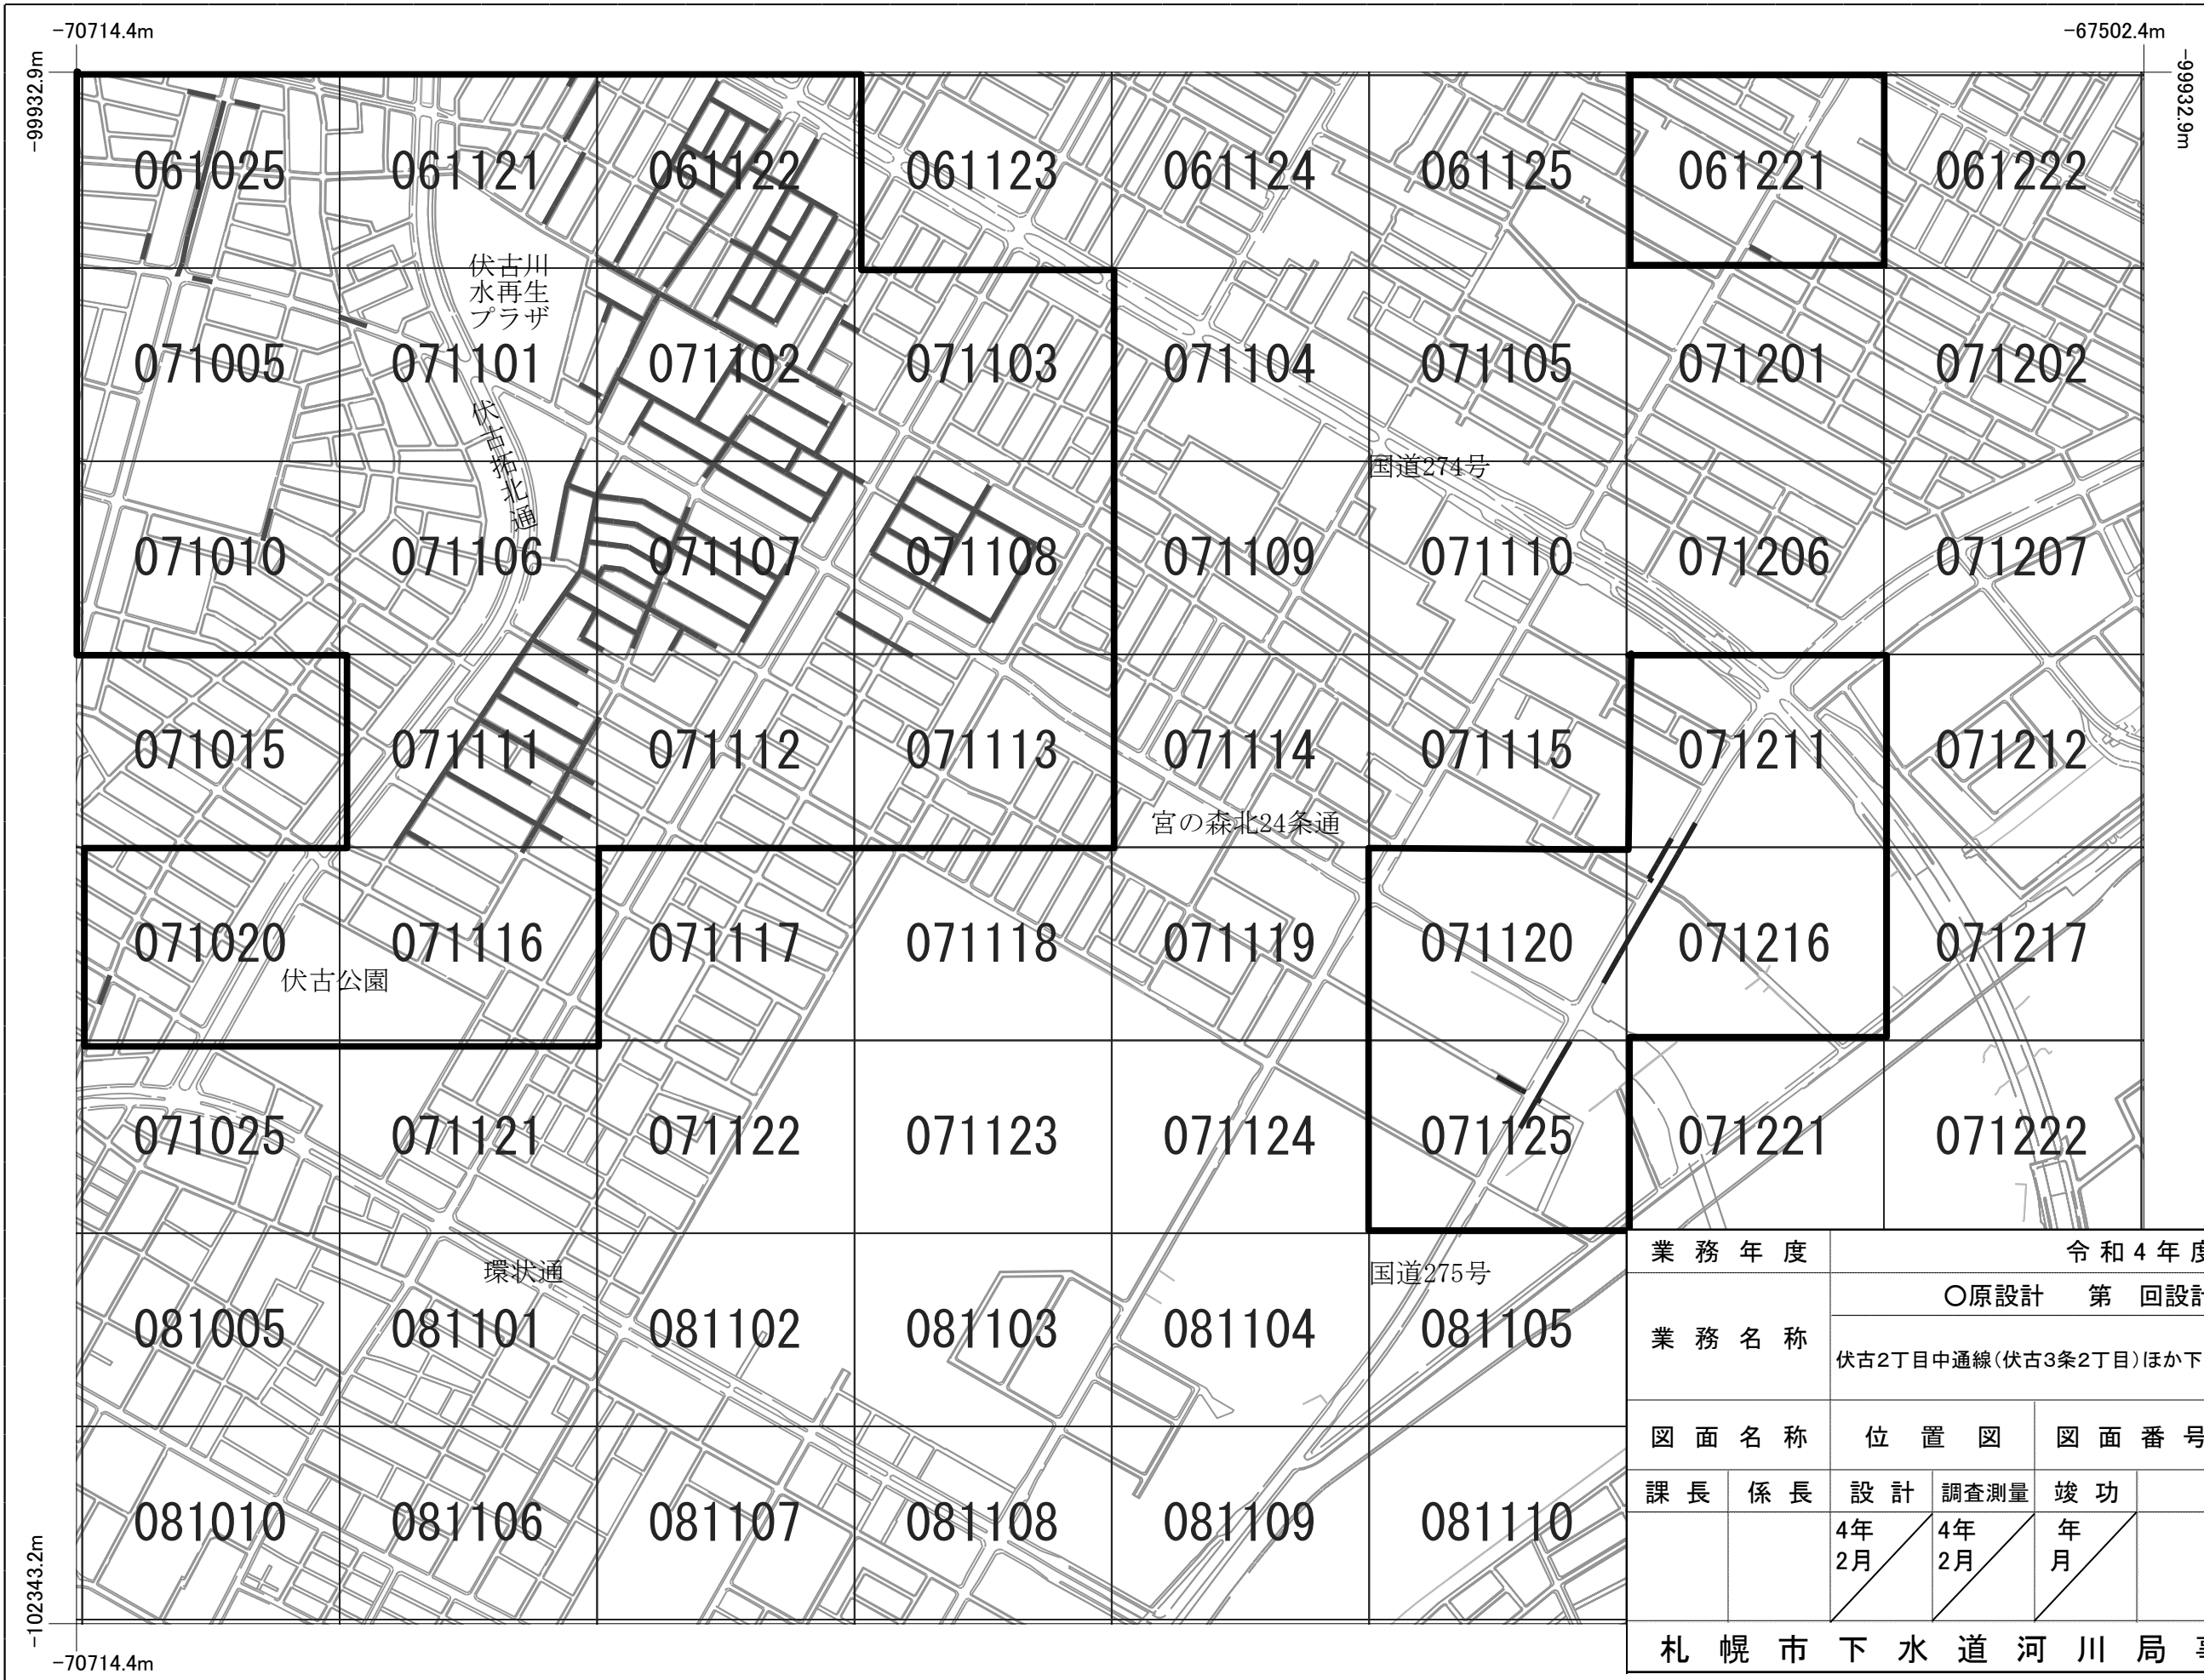 -70714.4m
-67502.4m
-99932.9m
-99932.9m
061025 061121 061122 061123 061124 061125 061221 061222
伏古川
水再生
プラザ
071005 071101 071102 071103 071104 071105 071201 071202
伏古拓北通
国道274号
071010 071106 071107 071108 071109 071110 071206 071207
071015 071111 071112 071113 071114 071115 071211 071212
宮の森北24条通
071020 071116 071117 071118 071119 071120 071216 071217
伏古公園
071025 071121 071122 071123 071124 071125 071221 071222
環状通
国道275号
081005 081101 081102 081103 081104 081105
081010 081106 081107 081108 081109 081110
-102343.2m
-70714.4m
業務年度 令和4年度
〇原設計 第 回設計
業務名称
伏古2丁目中通線(伏古3条2丁目)ほか下
図面名称 位置図 図面番号
課長 係長 設計 調査測量 竣功
4年 4年 年
2月 2月 月
札幌市下水道河川局